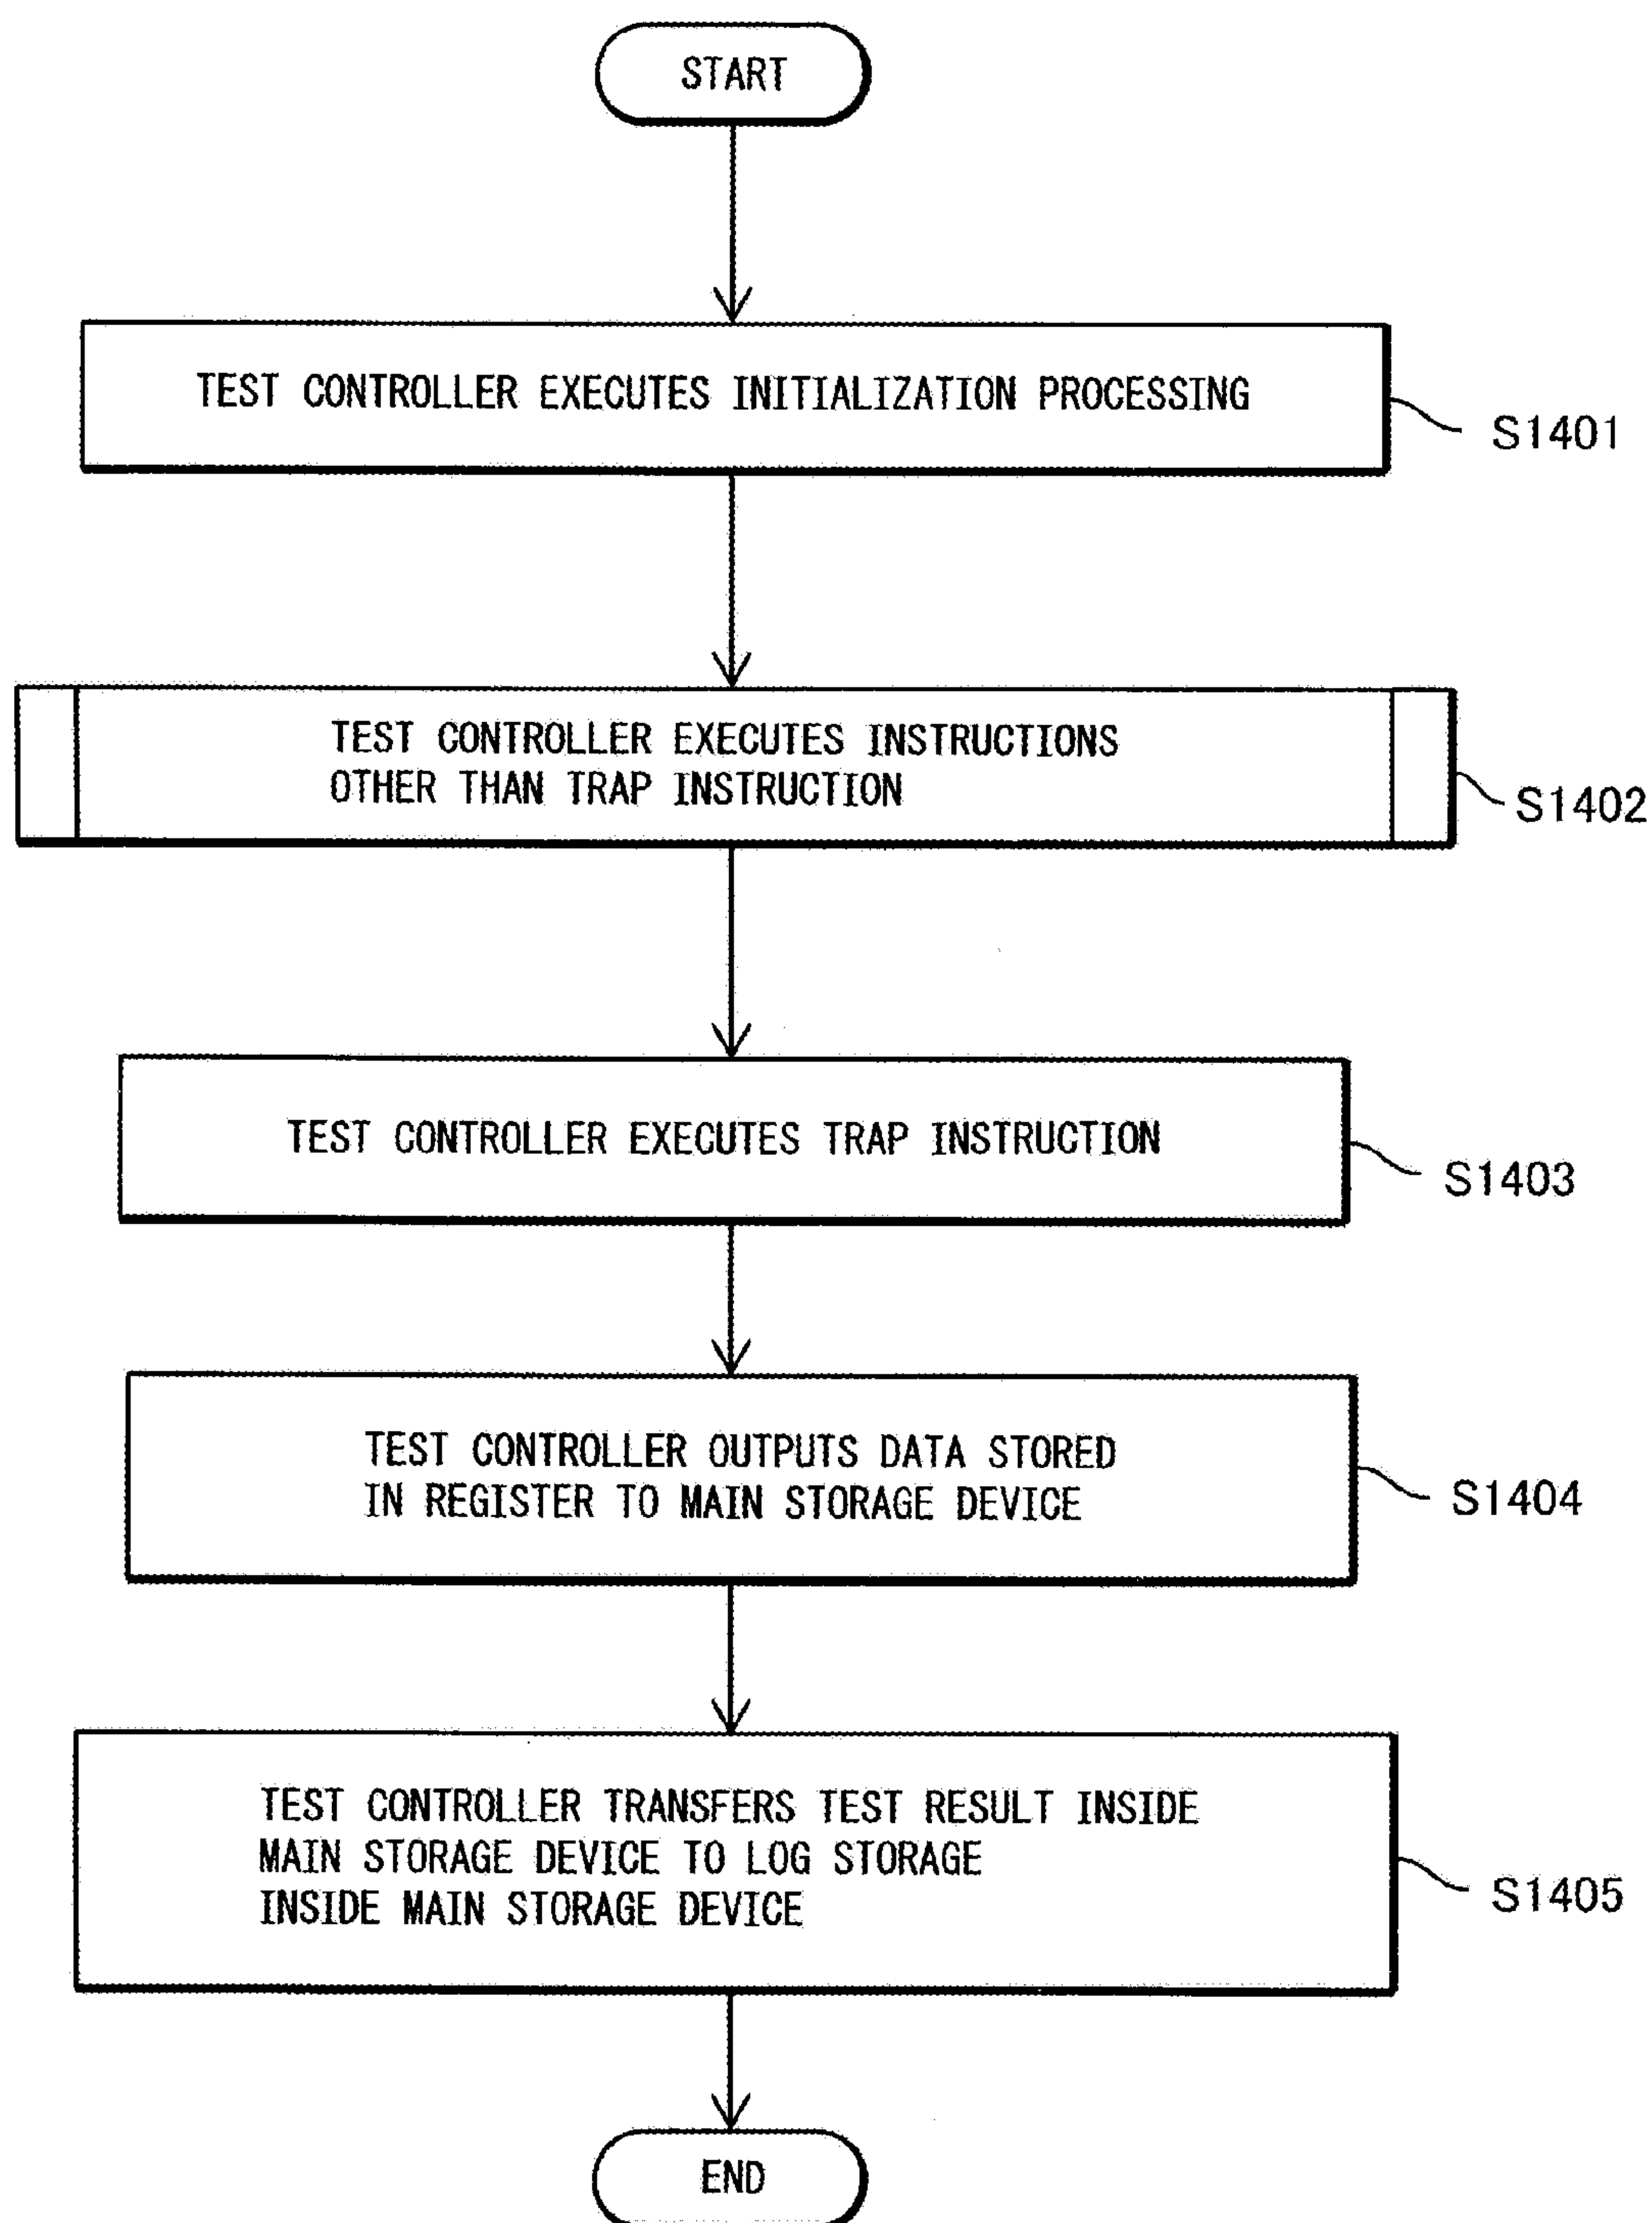 START
TEST CONTROLLER EXECUTES INITIALIZATION PROCESSING
S1401
TEST CONTROLLER EXECUTES INSTRUCTIONS
OTHER THAN TRAP INSTRUCTION
S1402
TEST CONTROLLER EXECUTES TRAP INSTRUCTION
S1403
TEST CONTROLLER OUTPUTS DATA STORED
IN REGISTER TO MAIN STORAGE DEVICE
S1404
TEST CONTROLLER TRANSFERS TEST RESULT INSIDE
MAIN STORAGE DEVICE TO LOG STORAGE
INSIDE MAIN STORAGE DEVICE
S1405
END